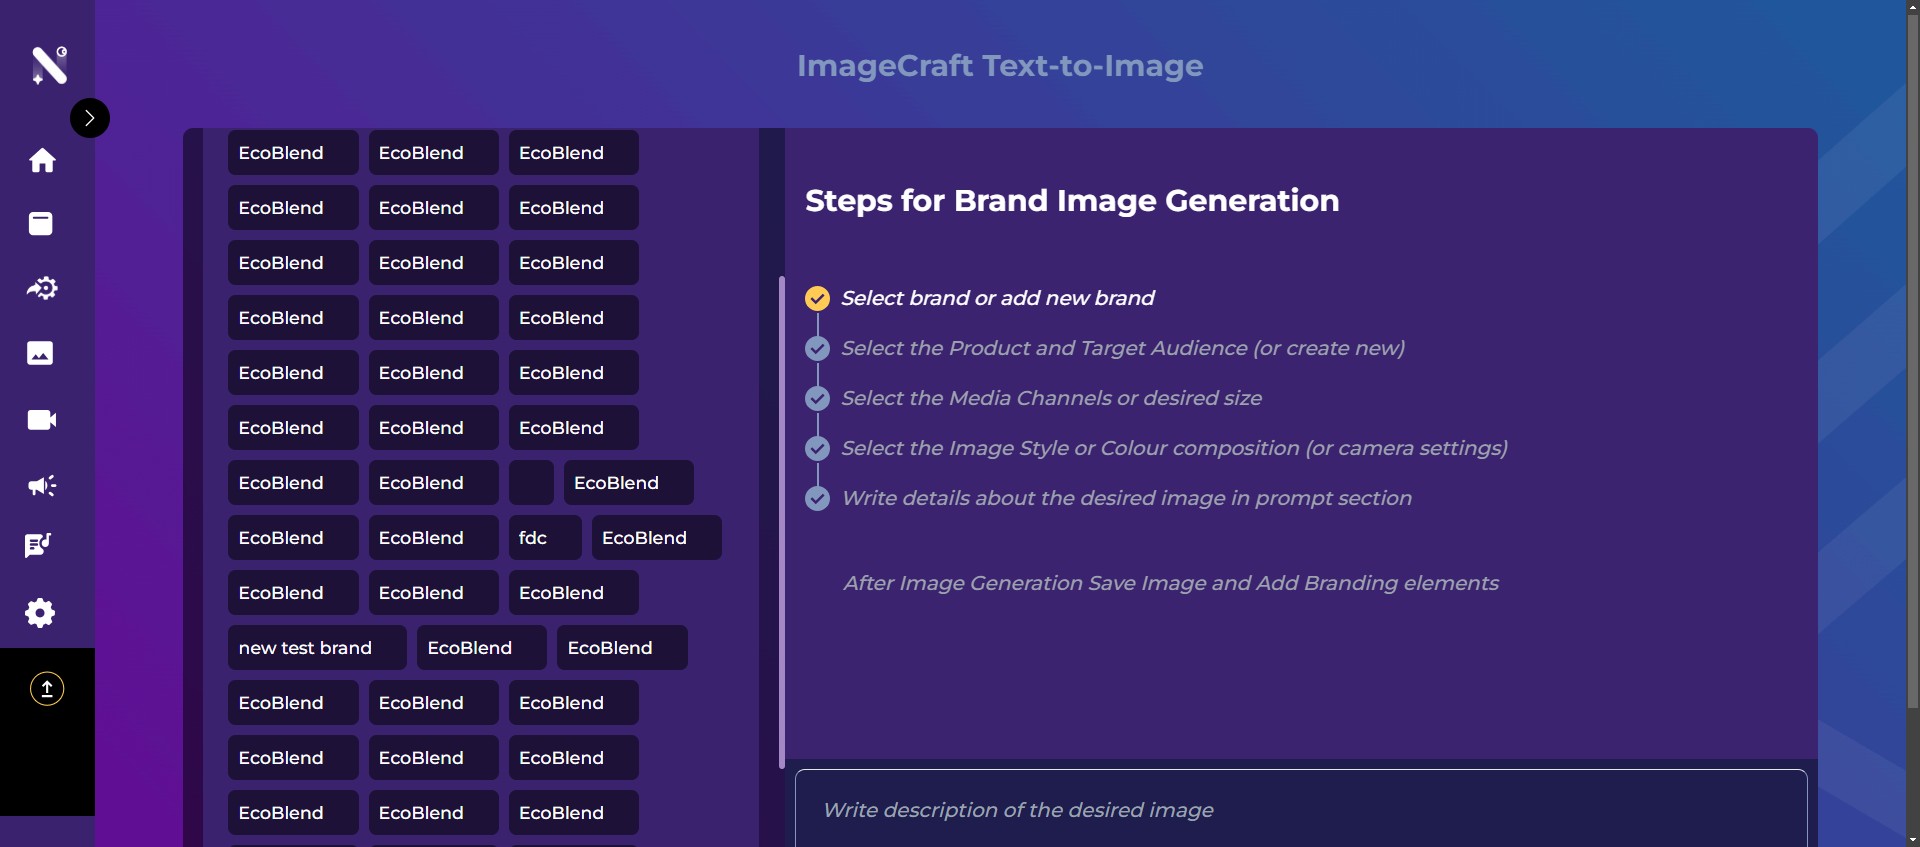 ImageCraft Text-to-Image
EcoBlend EcoBlend EcoBlend
EcoBlend EcoBlend EcoBlend
EcoBlend EcoBlend EcoBlend
EcoBlend EcoBlend EcoBlend
EcoBlend EcoBlend EcoBlend
EcoBlend EcoBlend EcoBlend
EcoBlend EcoBlend EcoBlend
EcoBlend EcoBlend fdc EcoBlend
EcoBlend EcoBlend EcoBlend
new test brand EcoBlend EcoBlend
EcoBlend EcoBlend EcoBlend
EcoBlend EcoBlend EcoBlend
EcoBlend EcoBlend EcoBlend
Steps for Brand Image Generation
Select brand or add new brand
Select the Product and Target Audience (or create new)
Select the Media Channels or desired size
Select the Image Style or Colour composition (or camera settings)
Write details about the desired image in prompt section
After Image Generation Save Image and Add Branding elements
Write description of the desired image